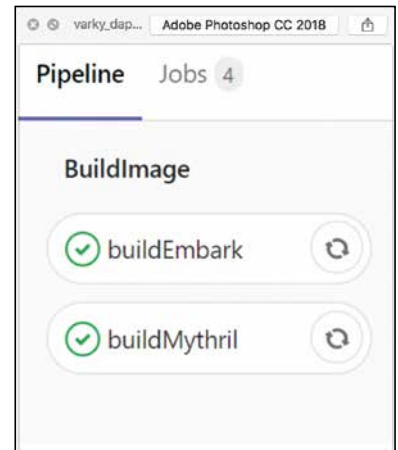 varky_dap... Adobe Photoshop CC 2018
Pipeline Jobs 4
BuildImage
buildEmbark
buildMythril